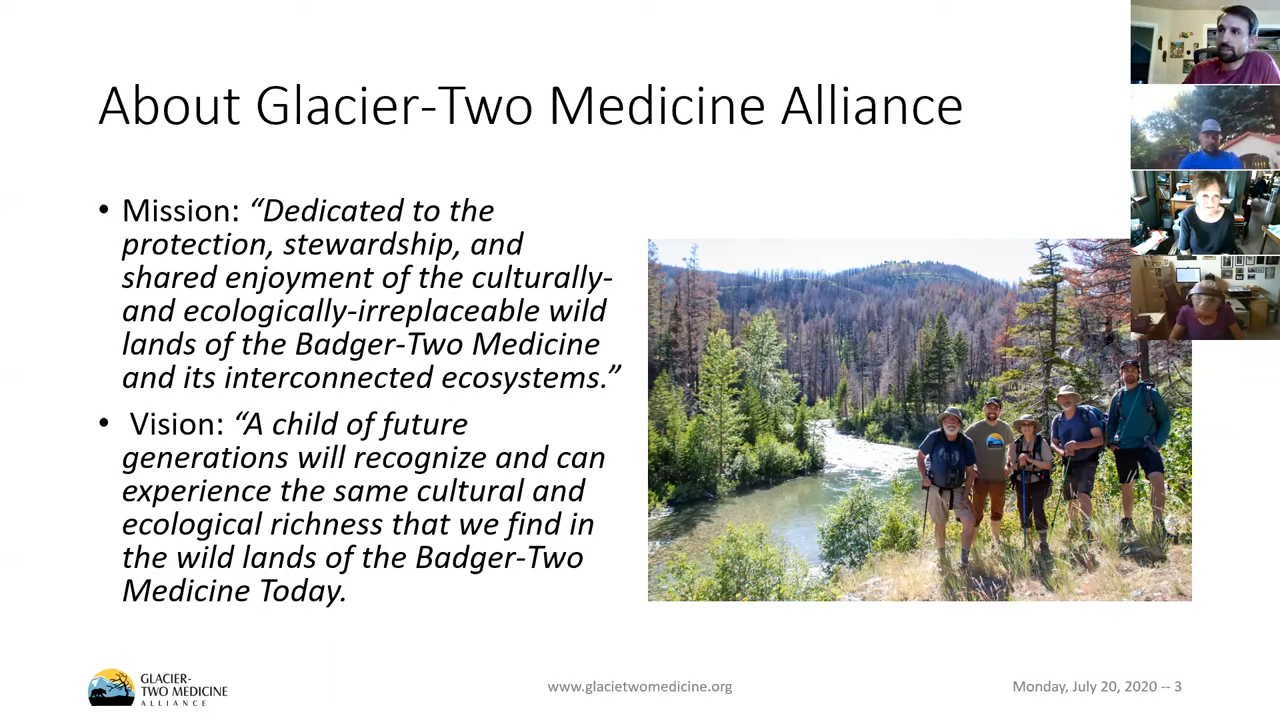 About Glacier-Two Medicine Alliance
• Mission: “Dedicated to the
protection, stewardship, and
shared enjoyment of the culturally-
and ecologically-irreplaceable wild
lands of the Badger-Two Medicine
and its interconnected ecosystems.”
• Vision: “A child of future
generations will recognize and can
experience the same cultural and
ecological richness that we find in
the wild lands of the Badger-Two
Medicine Today.
GLACIER-
TWO MEDICINE
ALLIANCE
www.glacietwomedicine.org
Monday, July 20, 2020 -- 3